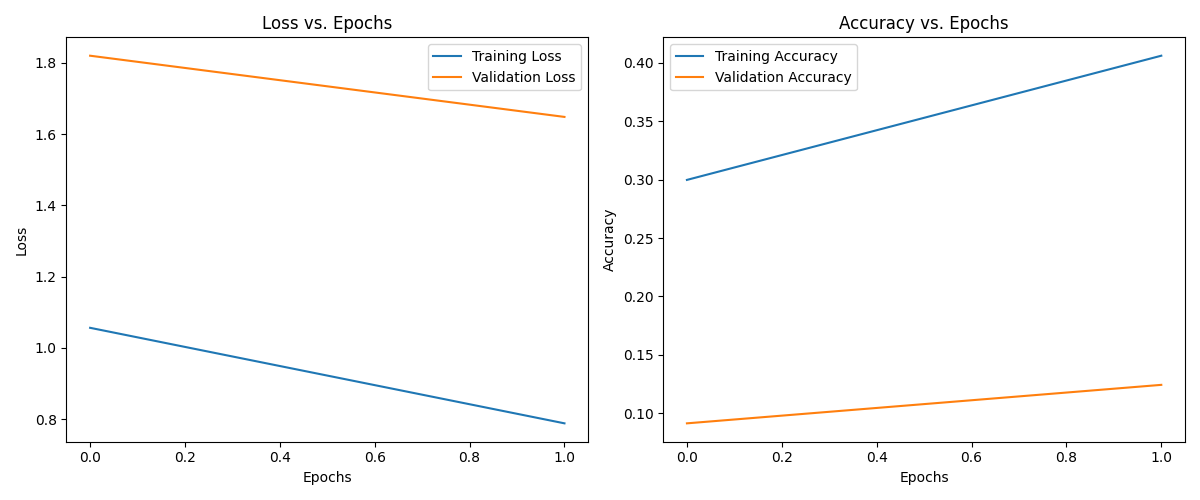 Loss vs. Epochs
Training Loss
Validation Loss
1.8
1.6
1.4
1.2
1.0
0.8
Loss
0.0 0.2 0.4 0.6 0.8 1.0
Epochs
Accuracy vs. Epochs
Training Accuracy
Validation Accuracy
0.40
0.35
0.30
0.25
0.20
0.15
0.10
Accuracy
0.0 0.2 0.4 0.6 0.8 1.0
Epochs